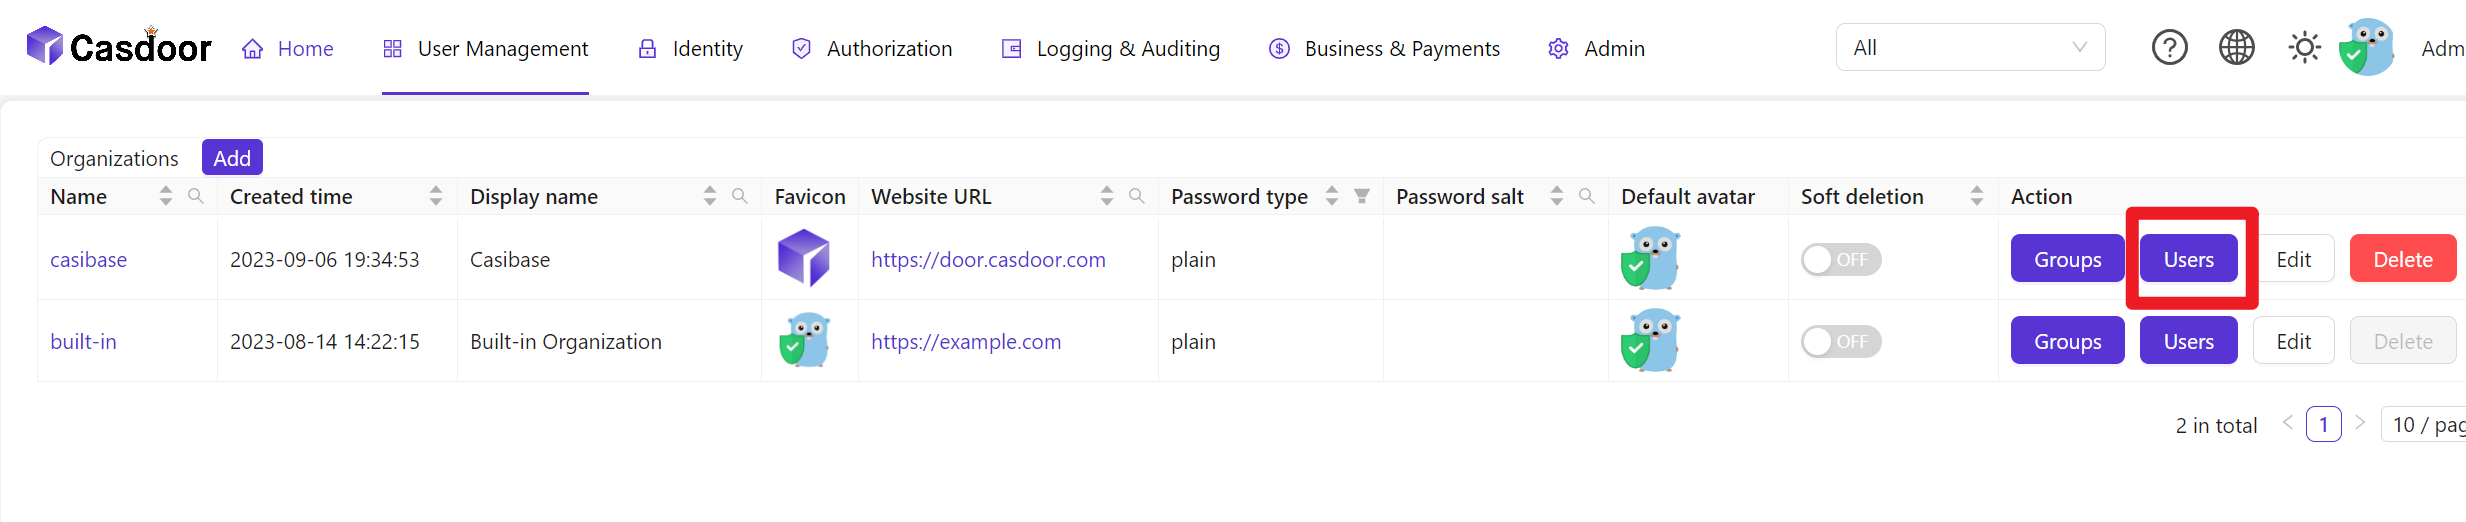 Casdoor Home User Management Identity Authorization Logging & Auditing Business & Payments Admin All Adm
Organizations Add
Name Created time Display name Favicon Website URL Password type Password salt Default avatar Soft deletion Action
casibase 2023-09-06 19:34:53 Casibase https://door.casdoor.com plain OFF Groups Users Edit Delete
built-in 2023-08-14 14:22:15 Built-in Organization https://example.com plain OFF Groups Users Edit Delete
2 in total < 1 > 10 / pag